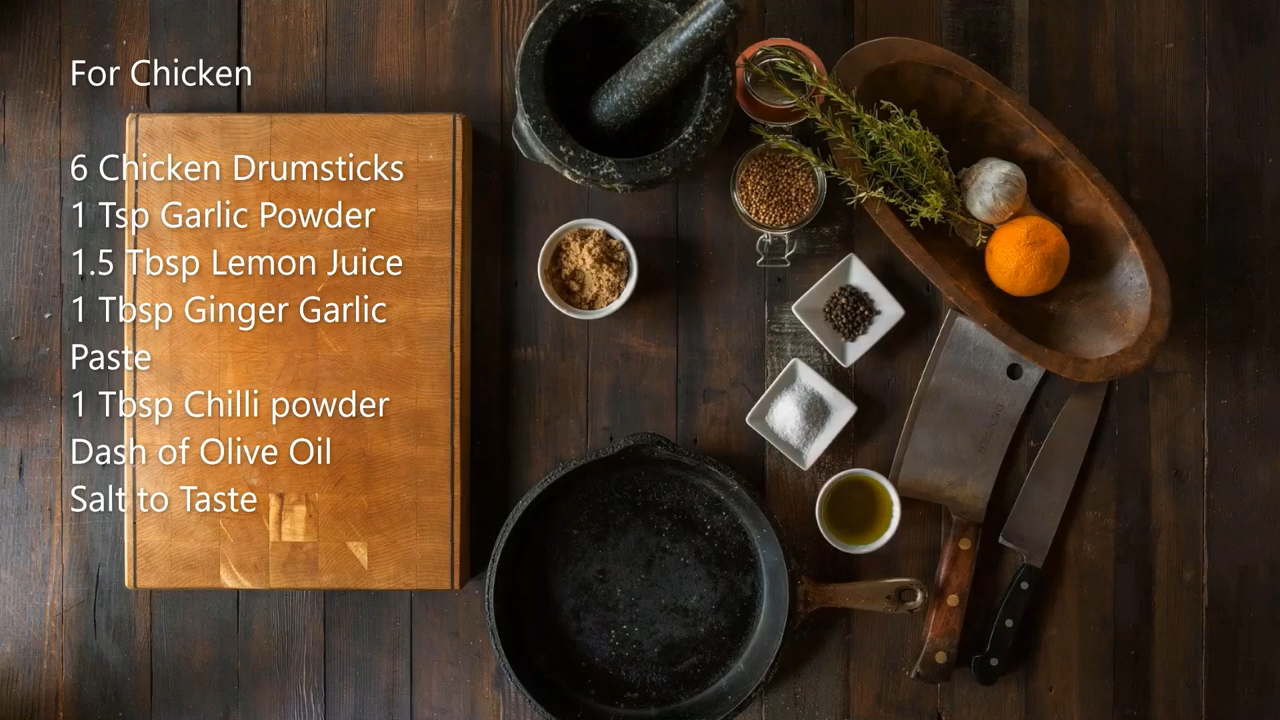 For Chicken
6 Chicken Drumsticks
1 Tsp Garlic Powder
1.5 Tbsp Lemon Juice
1 Tbsp Ginger Garlic
Paste
1 Tbsp Chilli powder
Dash of Olive Oil
Salt to Taste